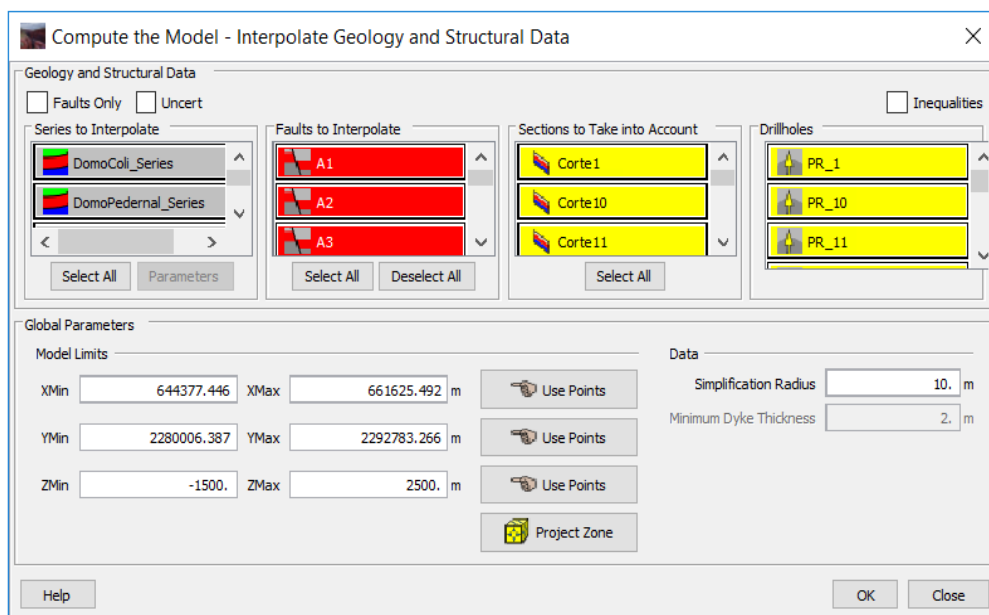 Compute the Model - Interpolate Geology and Structural Data
Geology and Structural Data
Faults Only Uncert Inequalities
Series to Interpolate Faults to Interpolate Sections to Take into Account Drillholes
DomoColi_Series A1 Corte1 PR_1
DomoPedernal_Series A2 Corte10 PR_10
A3 Corte11 PR_11
Select All Parameters Select All Deselect All Select All
Global Parameters
Model Limits Data
XMin 644377.446 XMax 661625.492 m Use Points Simplification Radius 10. m
Minimum Dyke Thickness 2. m
YMin 2280006.387 YMax 2292783.266 m Use Points
ZMin -1500. ZMax 2500. m Use Points
Project Zone
Help OK Close